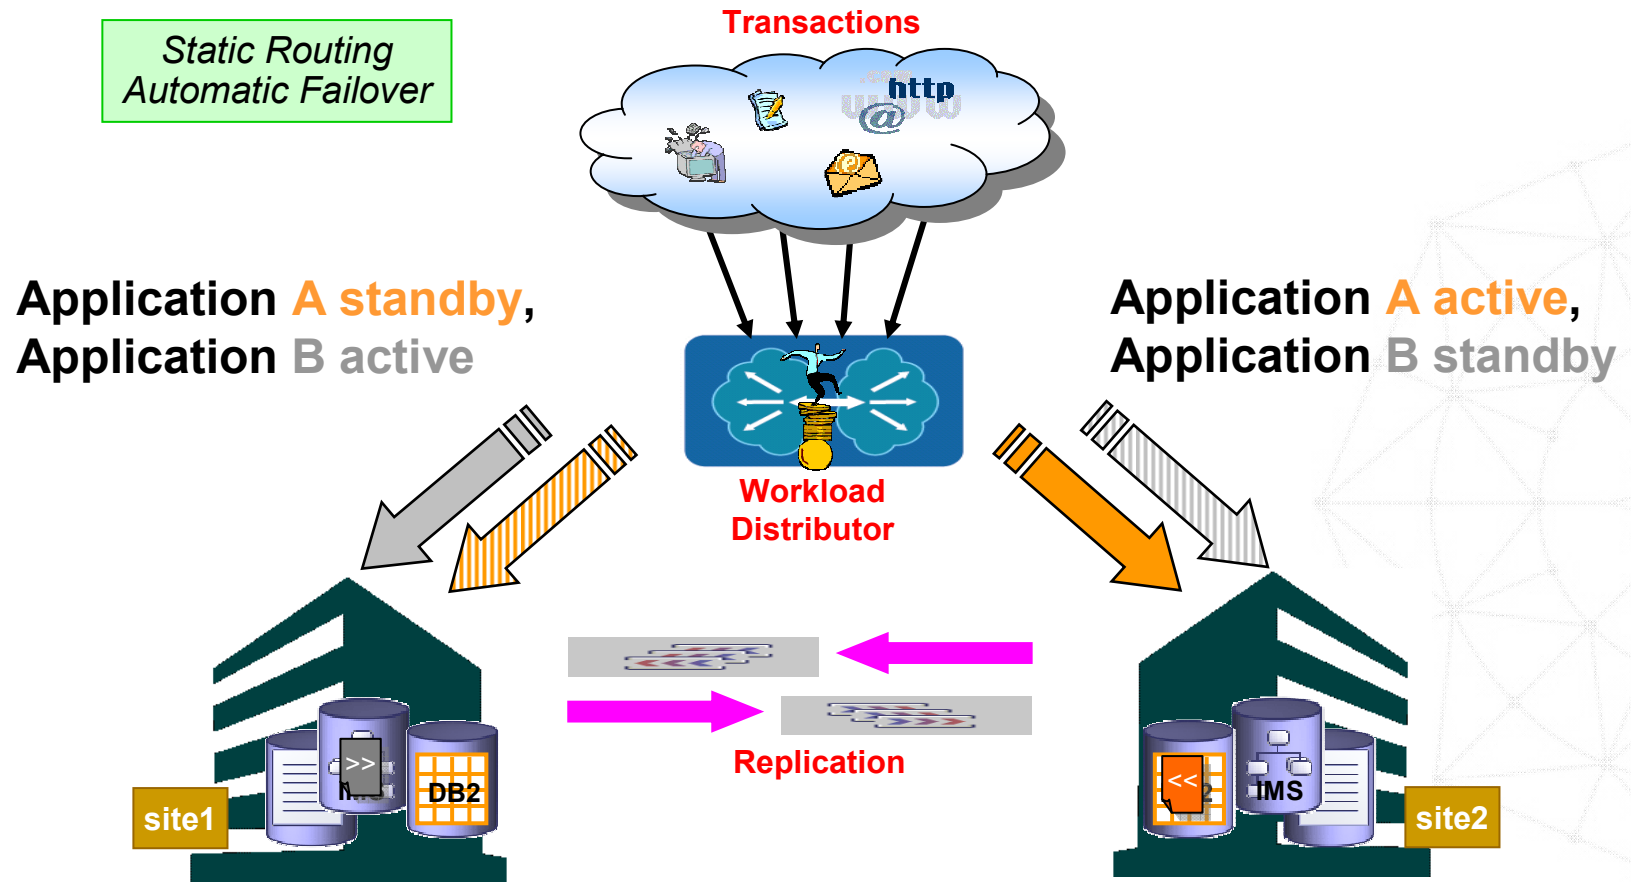 Transactions
Static Routing
Automatic Failover
http
@
Application A standby,
Application B active
Application A active,
Application B standby
Workload
Distributor
Replication
>>
DB2
<<
IMS
site1
site2